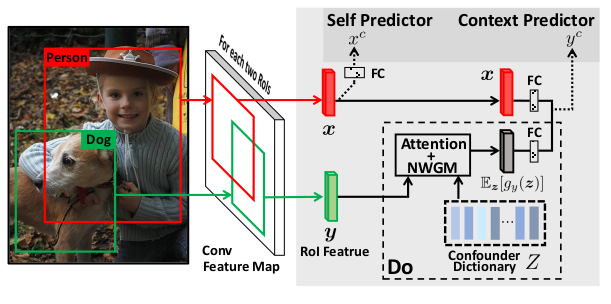 Self Predictor
Context Predictor
Person
Dog
For each two RoIs
x^c
FC
y^c
x
x
FC
FC
Attention
+
NWGM
𝔼_z[g_y(z)]
y
RoI Featrue
Conv
Feature Map
...
Do
Confounder
Dictionary Z